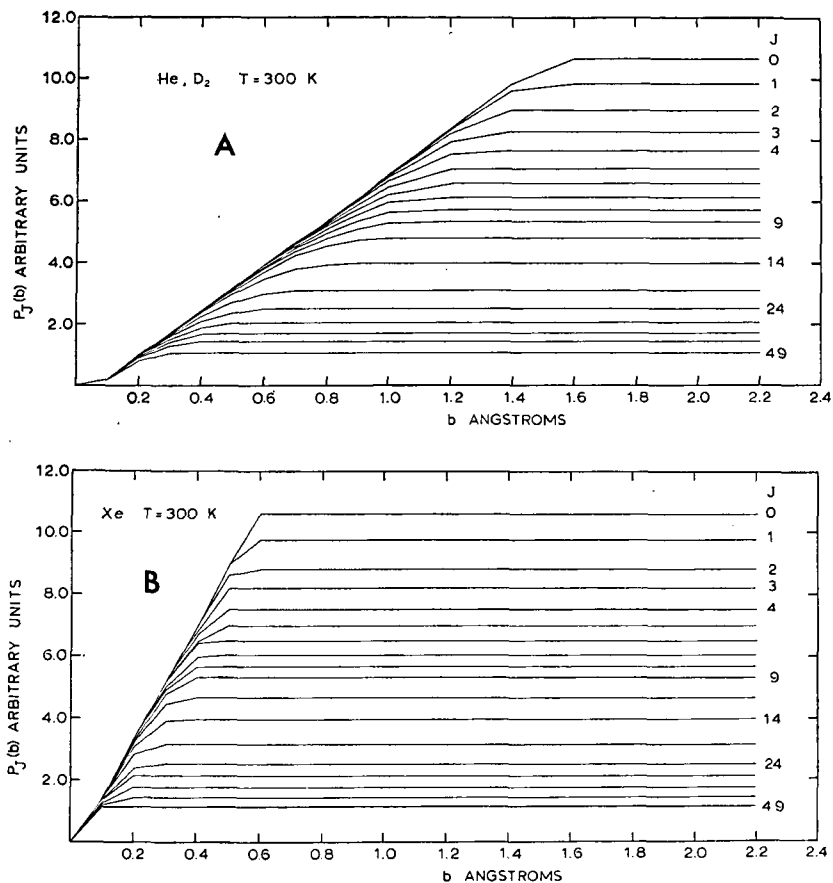 12.0
10.0
8.0
6.0
4.0
2.0
P_J(b) ARBITRARY UNITS
He, D₂ T = 300 K
A
J
0
1
2
3
4
9
14
24
49
0.2 0.4 0.6 0.8 1.0 1.2 1.4 1.6 1.8 2.0 2.2 2.4
b ANGSTROMS
12.0
10.0
8.0
6.0
4.0
2.0
P_J(b) ARBITRARY UNITS
Xe T = 300 K
B
J
0
1
2
3
4
9
14
24
49
0.2 0.4 0.6 0.8 1.0 1.2 1.4 1.6 1.8 2.0 2.2 2.4
b ANGSTROMS